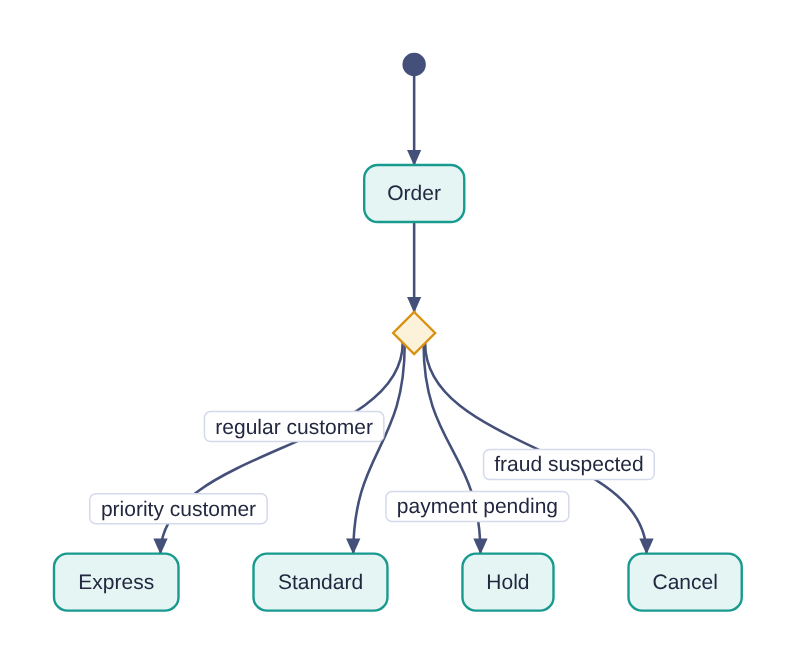 Order
regular customer
fraud suspected
priority customer
payment pending
Express
Standard
Hold
Cancel